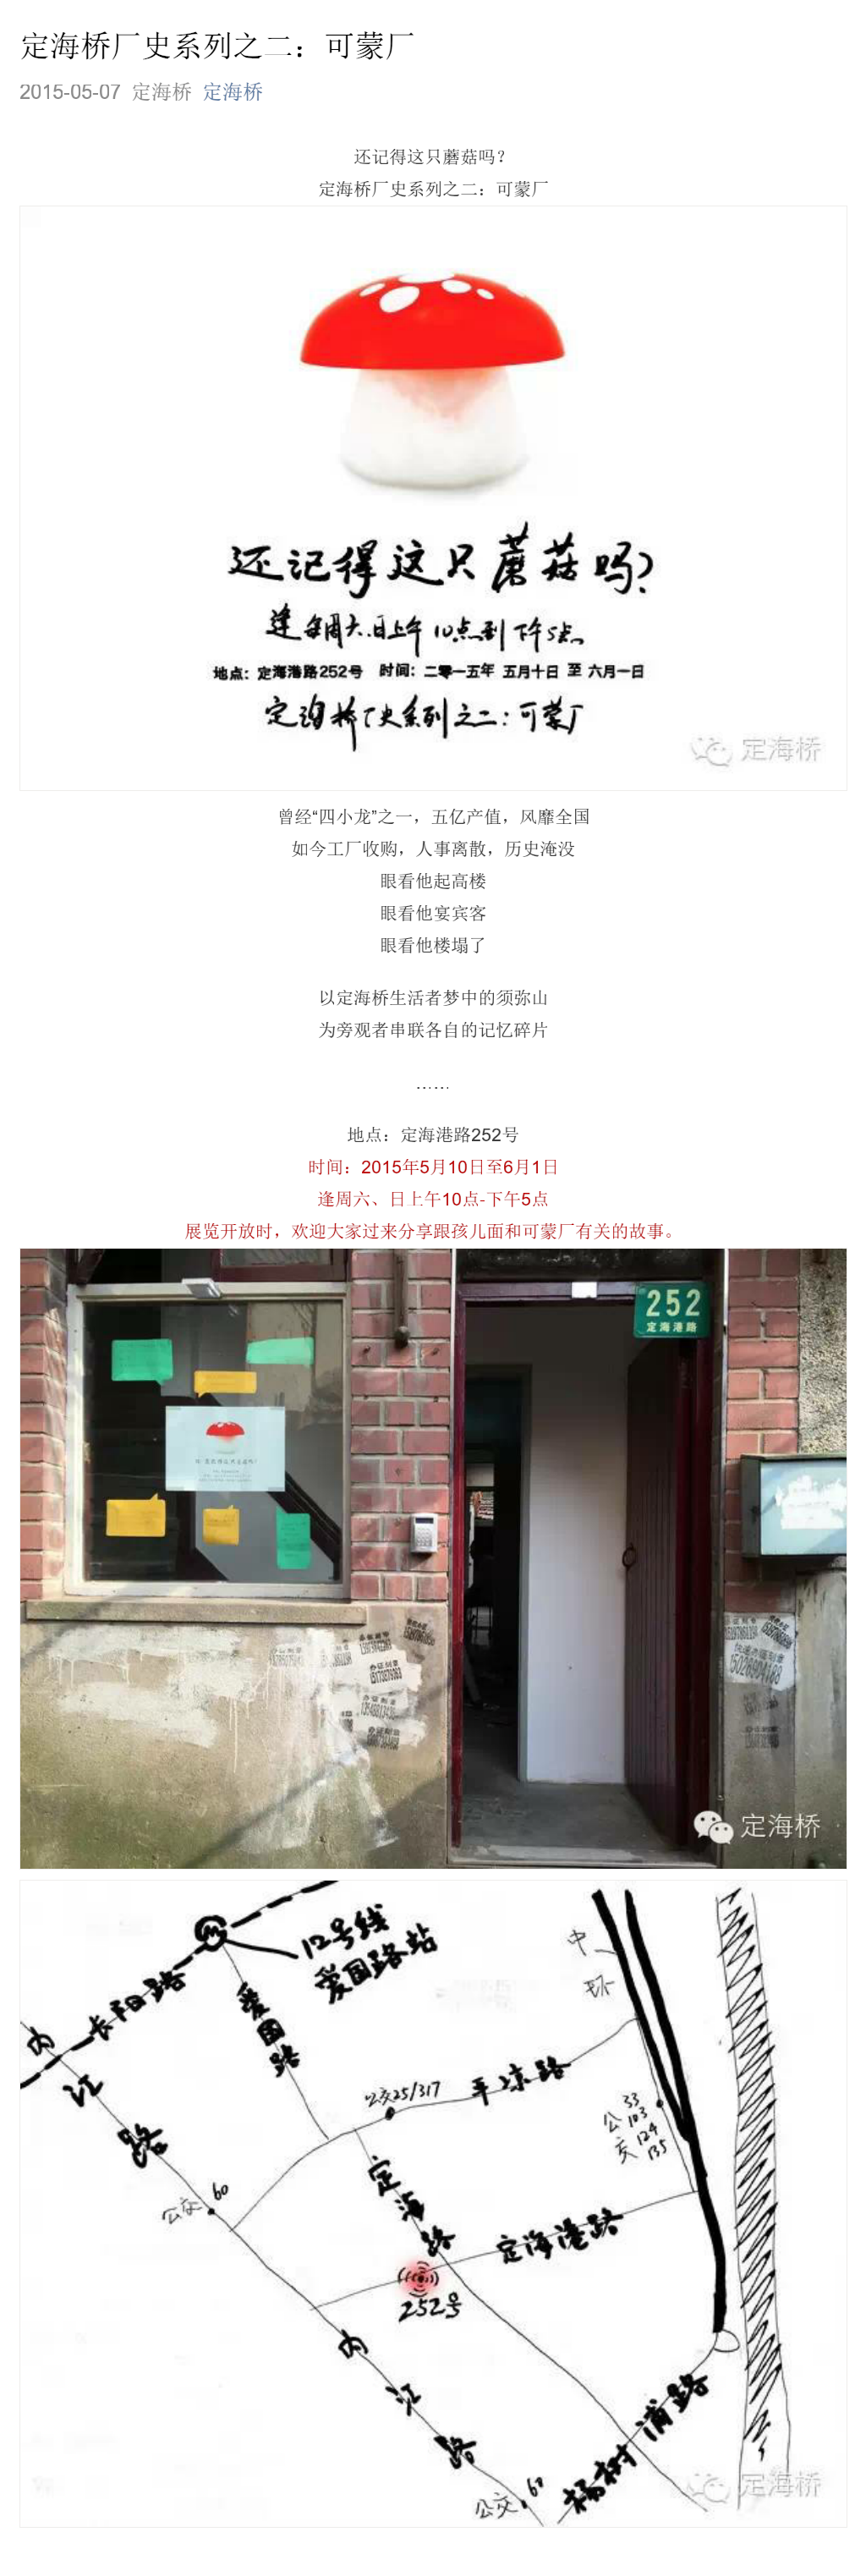 定海桥厂史系列之二：可蒙厂
2015-05-07 定海桥 定海桥
还记得这只蘑菇吗？
定海桥厂史系列之二：可蒙厂
还记得这只蘑菇吗?
逢每周六.日上午10点到下午5点
地点：定海港路252号 时间：二零一五年 五月十日 至 六月一日
定海桥厂史系列之二：可蒙厂
定海桥
曾经“四小龙”之一，五亿产值，风靡全国
如今工厂收购，人事离散，历史淹没
眼看他起高楼
眼看他宴宾客
眼看他楼塌了
以定海桥生活者梦中的须弥山
为旁观者串联各自的记忆碎片
……
地点：定海港路252号
时间：2015年5月10日至6月1日
逢周六、日上午10点-下午5点
展览开放时，欢迎大家过来分享跟孩儿面和可蒙厂有关的故事。
252
定海港路
定海桥
12号线
爱国路站
长阳路
爱国路
中环
内江路
公交25/317
平凉路
公交
33
103
124
135
公交 60
定海路
定海港路
252号
内江路
杨树浦路
公交 60
定海桥